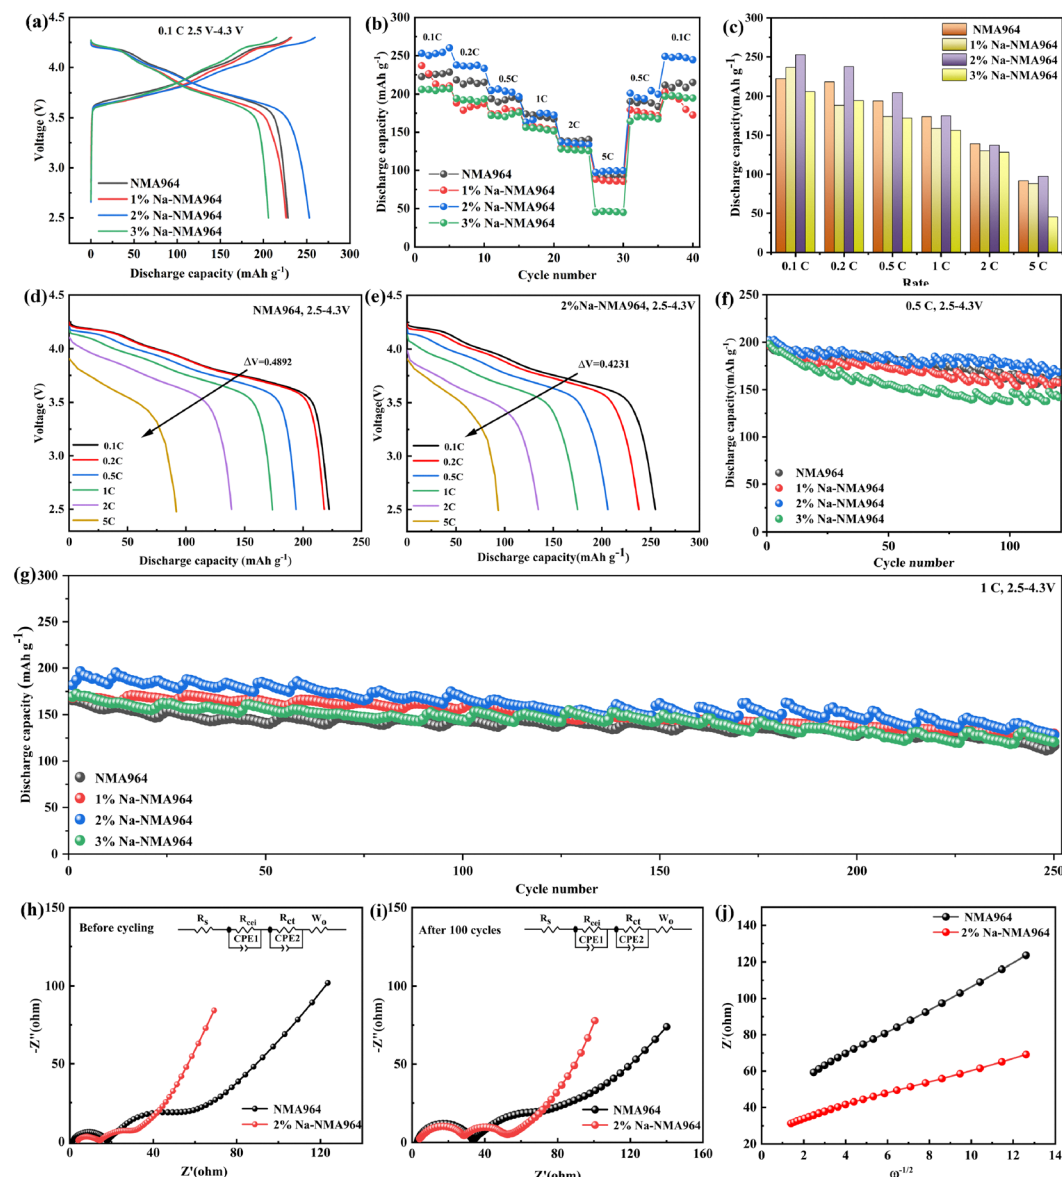 (a)
0.1 C 2.5 V-4.3 V
4.5
4.0
3.5
3.0
2.5
Voltage (V)
NMA964
1% Na-NMA964
2% Na-NMA964
3% Na-NMA964
0 50 100 150 200 250 300
Discharge capacity (mAh g-1)
(b)
300
250
200
150
100
50
0
Discharge capacity(mAh g-1)
0.1C
0.2C
0.5C
1C
2C
5C
0.5C
0.1C
NMA964
1% Na-NMA964
2% Na-NMA964
3% Na-NMA964
0 10 20 30 40
Cycle number
(c)
300
250
200
150
100
50
0
Discharge capacity(mAh g-1)
NMA964
1% Na-NMA964
2% Na-NMA964
3% Na-NMA964
0.1 C 0.2 C 0.5 C 1 C 2 C 5 C
Rate
(d)
NMA964, 2.5-4.3V
4.5
4.0
3.5
3.0
2.5
Voltage (V)
ΔV=0.4892
0.1C
0.2C
0.5C
1C
2C
5C
0 50 100 150 200 250
Discharge capacity (mAh g-1)
(e)
2%Na-NMA964, 2.5-4.3V
4.5
4.0
3.5
3.0
2.5
Voltage(V)
ΔV=0.4231
0.1C
0.2C
0.5C
1C
2C
5C
0 50 100 150 200 250 300
Discharge capacity(mAh g-1)
(f)
0.5 C, 2.5-4.3V
250
200
150
100
50
0
Discharge capacity(mAh g-1)
NMA964
1% Na-NMA964
2% Na-NMA964
3% Na-NMA964
0 50 100
Cycle number
(g)
1 C, 2.5-4.3V
300
250
200
150
100
50
0
Discharge capacity (mAh g-1)
NMA964
1% Na-NMA964
2% Na-NMA964
3% Na-NMA964
0 50 100 150 200 250
Cycle number
(h)
Before cycling
Rs Rcei Rct Wo
CPE1 CPE2
150
100
50
0
-Z''(ohm)
NMA964
2% Na-NMA964
0 40 80 120
Z'(ohm)
(i)
After 100 cycles
Rs Rcei Rct Wo
CPE1 CPE2
150
100
50
0
-Z''(ohm)
NMA964
2% Na-NMA964
0 20 40 60 80 100 120 140 160
Z'(ohm)
(j)
140
120
100
80
60
40
20
Z'(ohm)
NMA964
2% Na-NMA964
0 2 4 6 8 10 12 14
ω-1/2